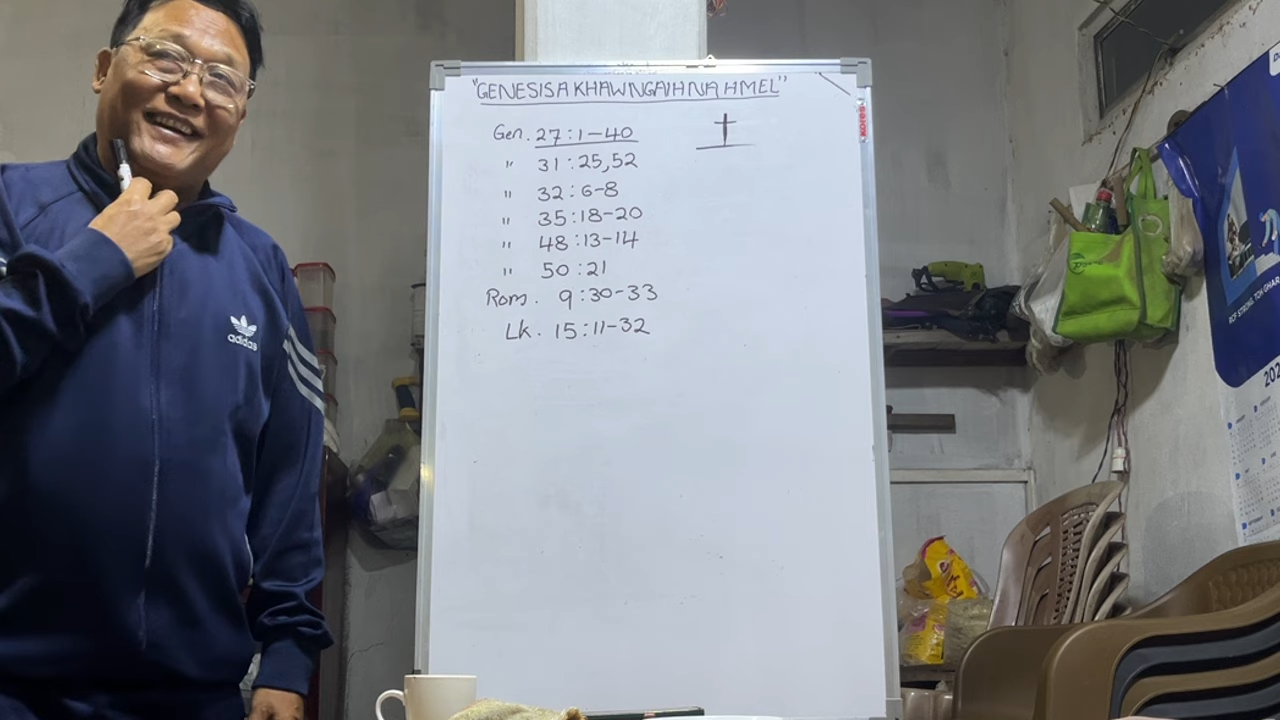 "GENESISA KHAWNGAIHNA HMEL"
Gen. 27:1-40
" 31:25,52
" 32:6-8
" 35:18-20
" 48:13-14
" 50:21
Rom. 9:30-33
Lk. 15:11-32
adidas
KORES